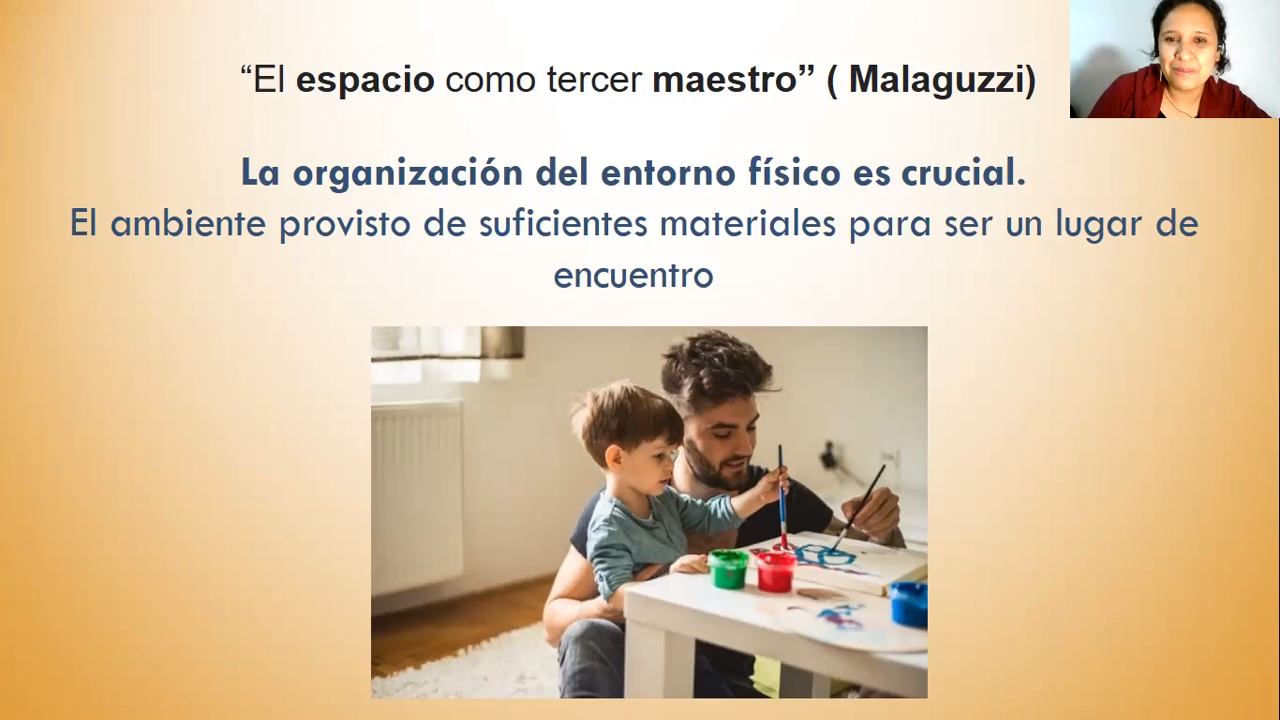 “El espacio como tercer maestro” ( Malaguzzi)
La organización del entorno físico es crucial.
El ambiente provisto de suficientes materiales para ser un lugar de
encuentro